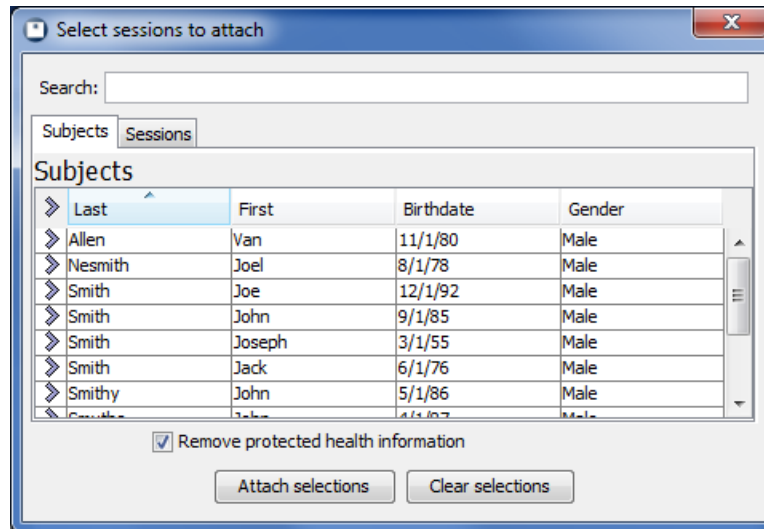 Select sessions to attach
Search:
Subjects Sessions
Subjects
Last First Birthdate Gender
Allen Van 11/1/80 Male
Nesmith Joel 8/1/78 Male
Smith Joe 12/1/92 Male
Smith John 9/1/85 Male
Smith Joseph 3/1/55 Male
Smith Jack 6/1/76 Male
Smithy John 5/1/86 Male
John Male
Remove protected health information
Attach selections Clear selections